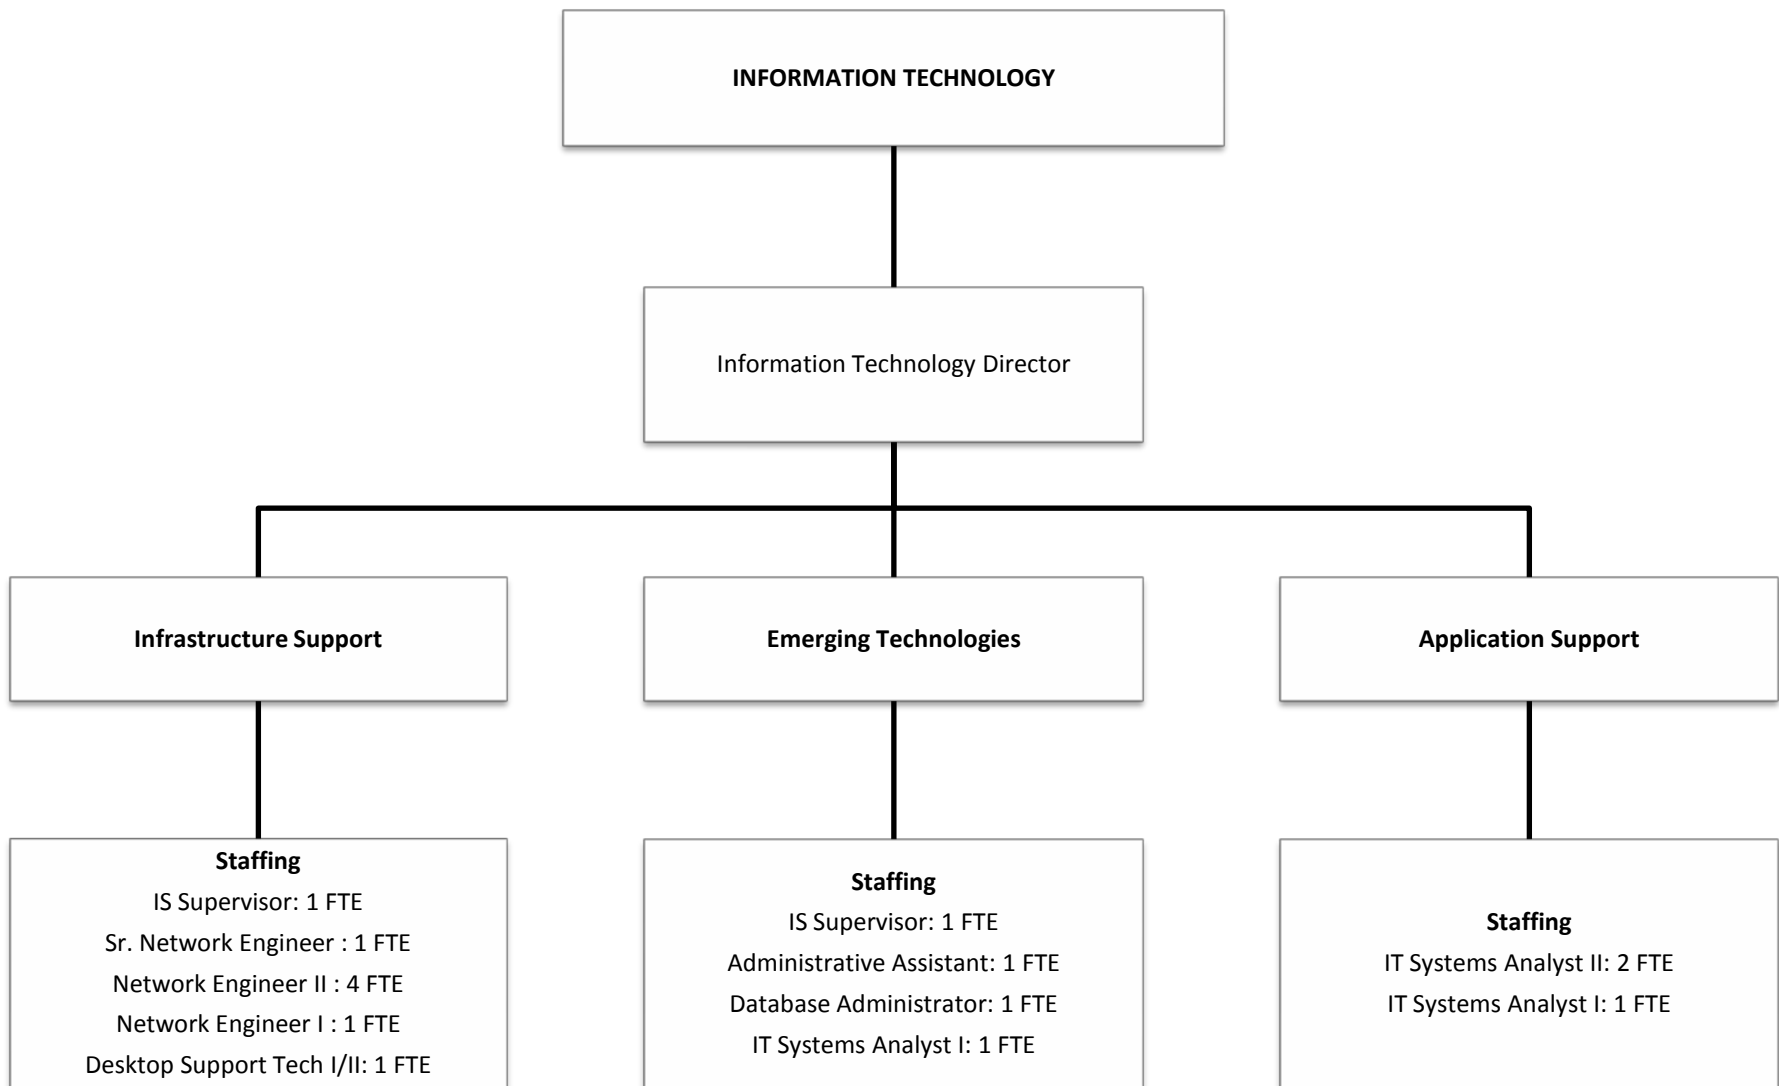 INFORMATION TECHNOLOGY
Information Technology Director
Infrastructure Support
Emerging Technologies
Application Support
Staffing
IS Supervisor: 1 FTE
Sr. Network Engineer : 1 FTE
Network Engineer II : 4 FTE
Network Engineer I : 1 FTE
Desktop Support Tech I/II: 1 FTE
Staffing
IS Supervisor: 1 FTE
Administrative Assistant: 1 FTE
Database Administrator: 1 FTE
IT Systems Analyst I: 1 FTE
Staffing
IT Systems Analyst II: 2 FTE
IT Systems Analyst I: 1 FTE